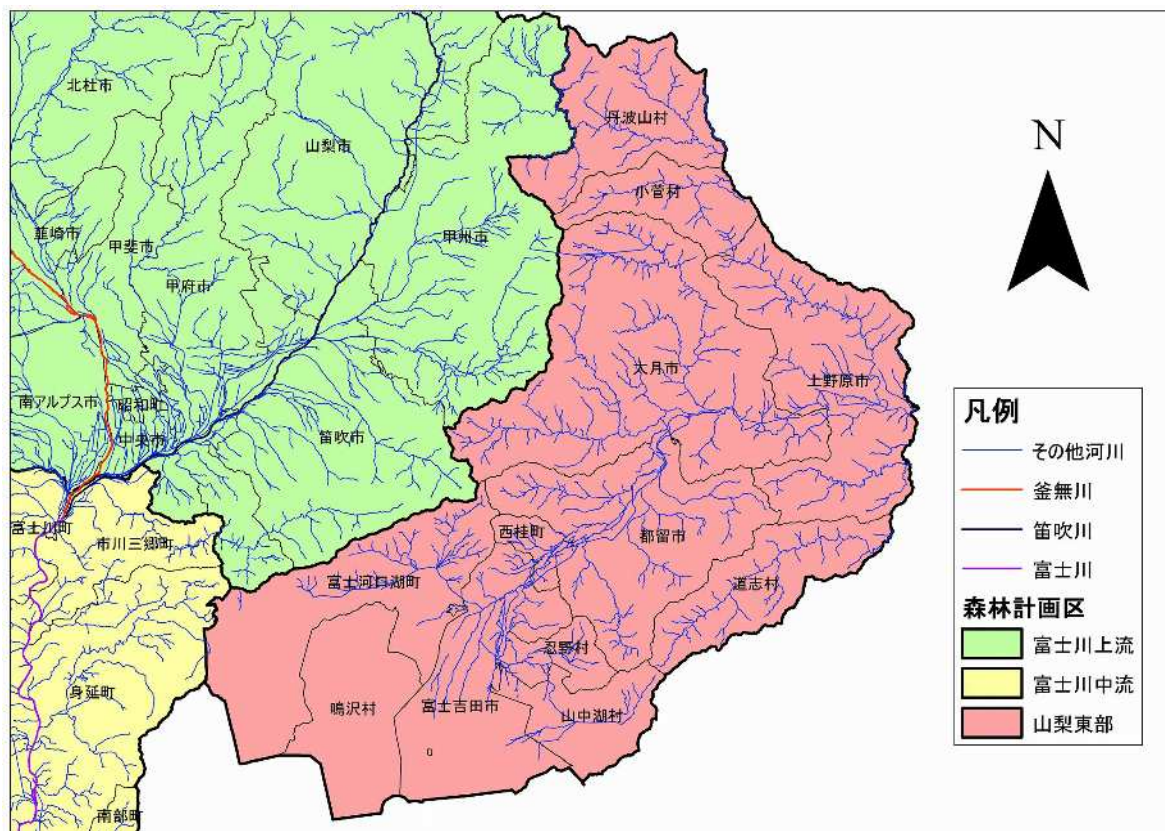 北杜市
丹波山村
山梨市
小菅村
韮崎市
甲斐市
甲州市
甲府市
大月市
上野原市
南アルプス市
昭和町
中央市
笛吹市
富士川町
市川三郷町
西桂町
都留市
富士河口湖町
道志村
忍野村
身延町
鳴沢村
富士吉田市
山中湖村
南部町
N
凡例
その他河川
釜無川
笛吹川
富士川
森林計画区
富士川上流
富士川中流
山梨東部